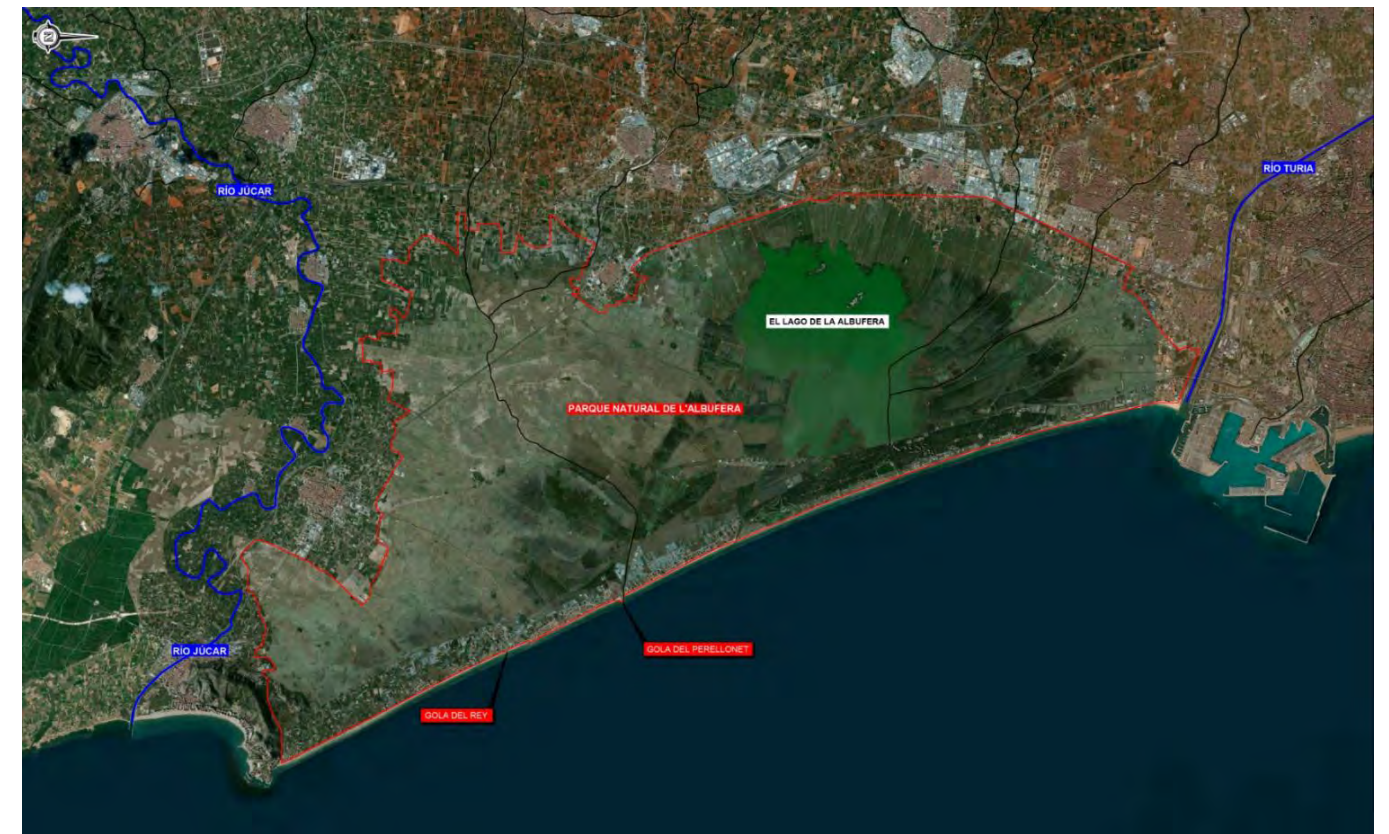 N
RÍO TURIA
RÍO JÚCAR
EL LAGO DE LA ALBUFERA
PARQUE NATURAL DE L'ALBUFERA
GOLA DEL PERELLONET
RÍO JÚCAR
GOLA DEL REY